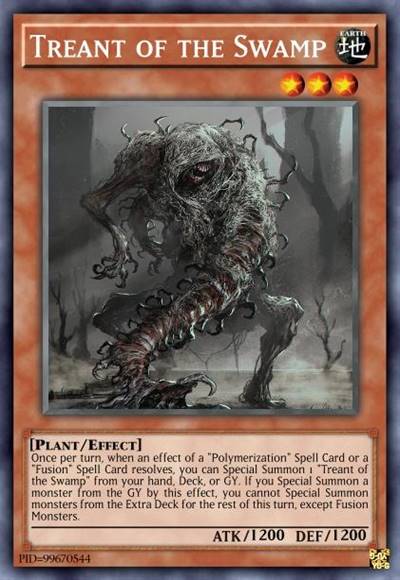 TREANT OF THE SWAMP
EARTH
地
[PLANT/EFFECT]
Once per turn, when an effect of a "Polymerization" Spell Card or a
"Fusion" Spell Card resolves, you can Special Summon 1 "Treant of
the Swamp" from your hand, Deck, or GY. If you Special Summon a
monster from the GY by this effect, you cannot Special Summon
monsters from the Extra Deck for the rest of this turn, except Fusion
Monsters.
ATK/1200 DEF/1200
PID=99670544